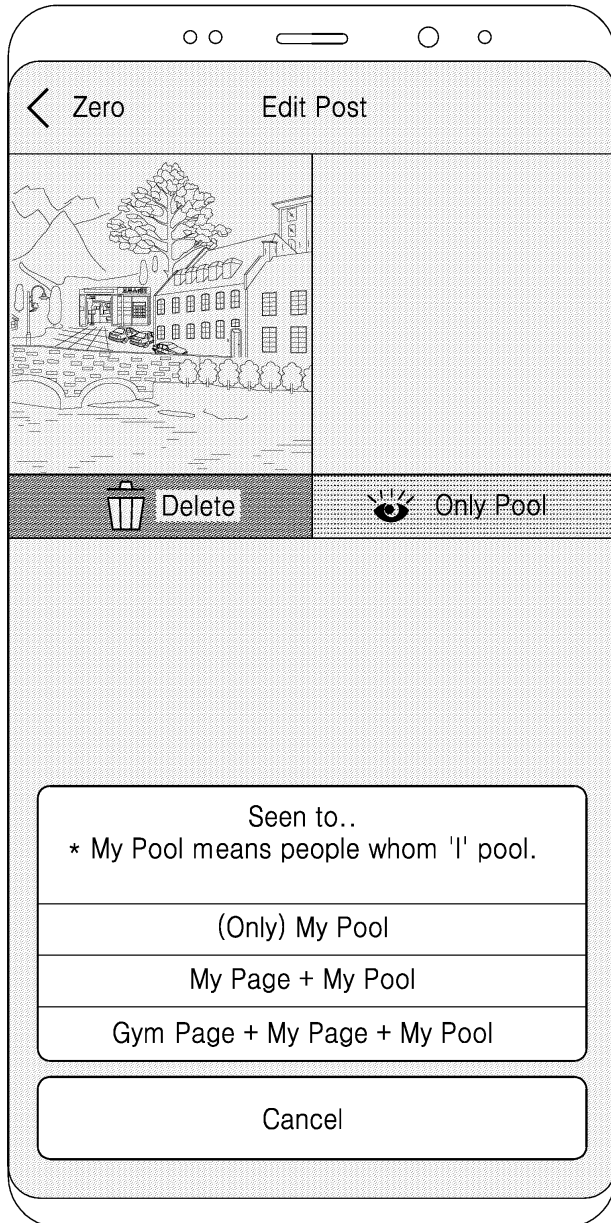 Zero Edit Post
Delete Only Pool
Seen to..
* My Pool means people whom 'I' pool.
(Only) My Pool
My Page + My Pool
Gym Page + My Page + My Pool
Cancel